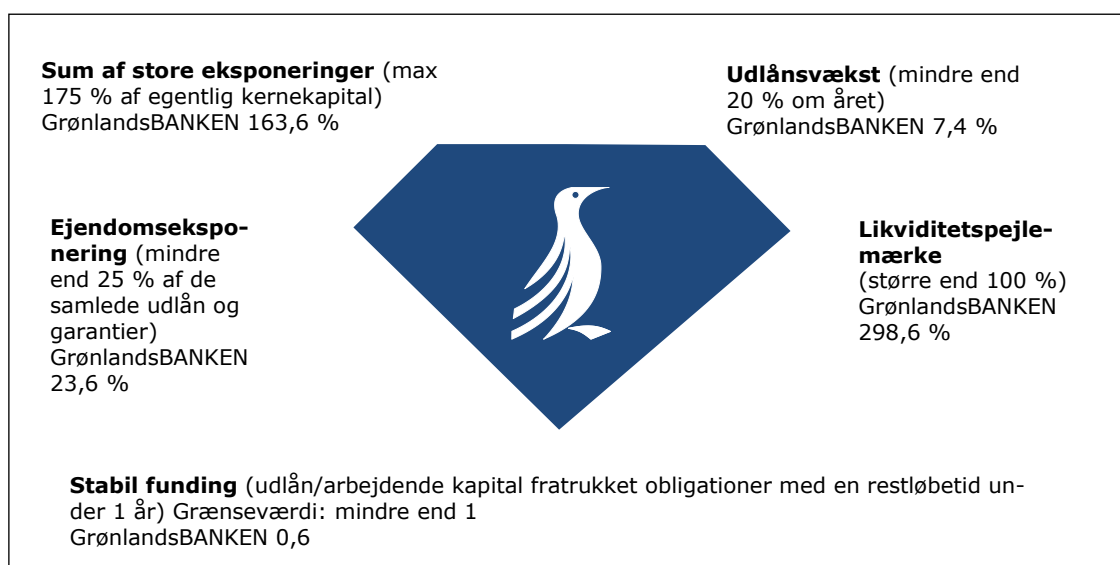 Sum af store eksponeringer (max
175 % af egentlig kernekapital)
GrønlandsBANKEN 163,6 %
Udlånsvækst (mindre end
20 % om året)
GrønlandsBANKEN 7,4 %
Ejendomsekspo-
nering (mindre
end 25 % af de
samlede udlån og
garantier)
GrønlandsBANKEN
23,6 %
Likviditetspejle-
mærke
(større end 100 %)
GrønlandsBANKEN
298,6 %
Stabil funding (udlån/arbejdende kapital fratrukket obligationer med en restløbetid un-
der 1 år) Grænseværdi: mindre end 1
GrønlandsBANKEN 0,6